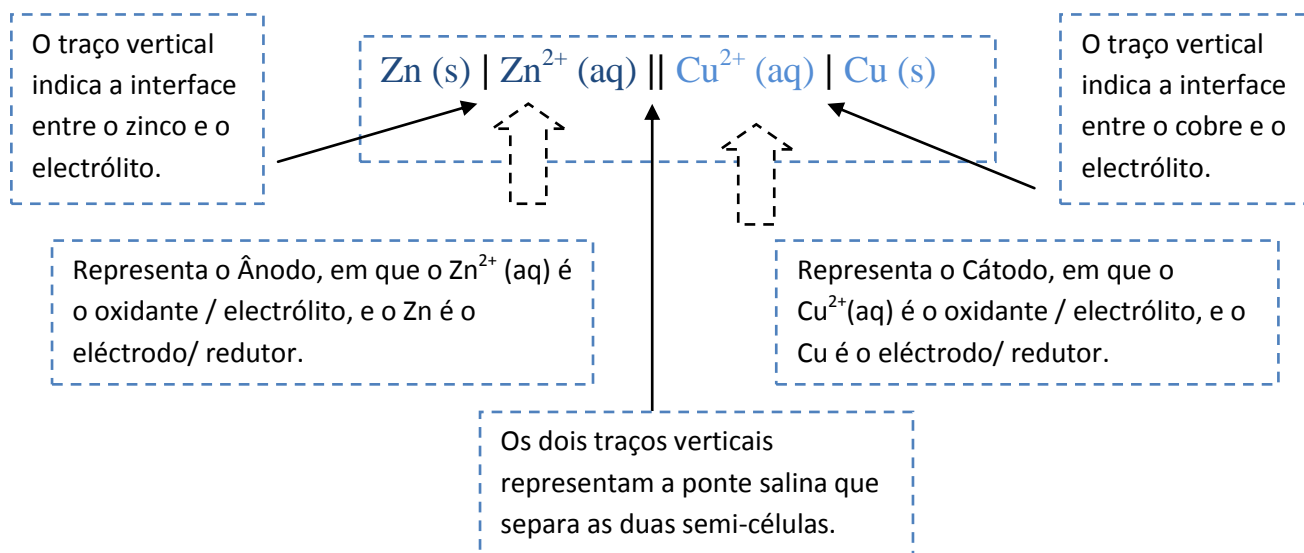 O traço vertical
indica a interface
entre o zinco e o
electrólito.
Zn (s) | Zn²⁺ (aq) || Cu²⁺ (aq) | Cu (s)
O traço vertical
indica a interface
entre o cobre e o
electrólito.
Representa o Ânodo, em que o Zn²⁺ (aq) é
o oxidante / electrólito, e o Zn é o
eléctrodo/ redutor.
Representa o Cátodo, em que o
Cu²⁺(aq) é o oxidante / electrólito, e o
Cu é o eléctrodo/ redutor.
Os dois traços verticais
representam a ponte salina que
separa as duas semi-células.